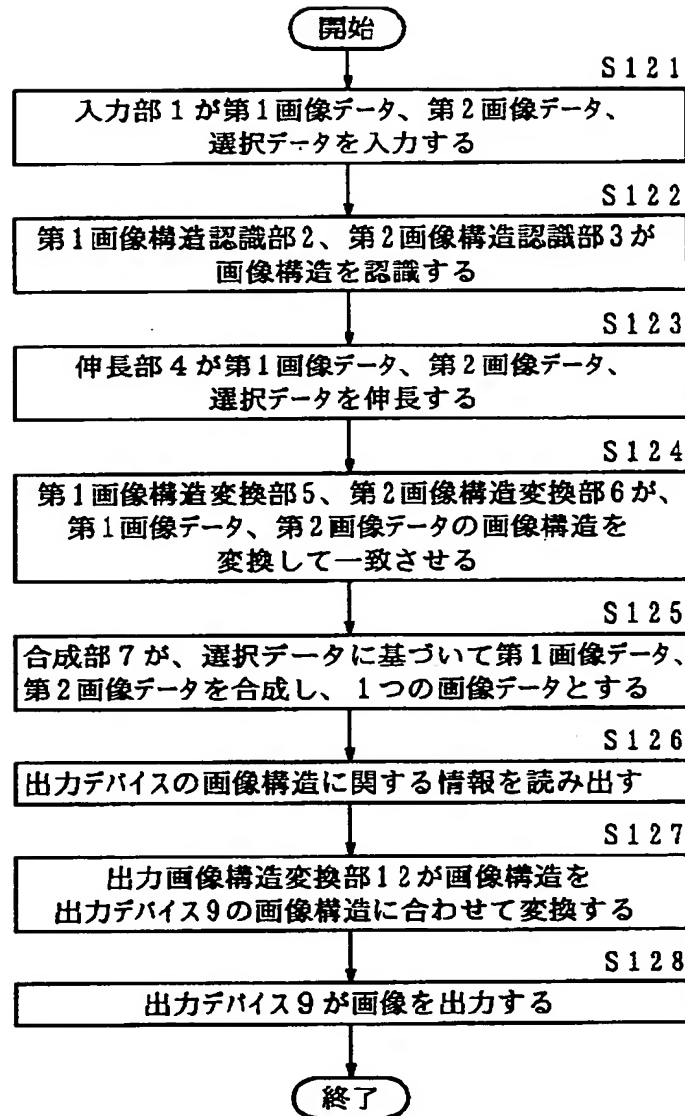 開始
S121
入力部1が第1画像データ、第2画像データ、
選択データを入力する
S122
第1画像構造認識部2、第2画像構造認識部3が
画像構造を認識する
S123
伸長部4が第1画像データ、第2画像データ、
選択データを伸長する
S124
第1画像構造変換部5、第2画像構造変換部6が、
第1画像データ、第2画像データの画像構造を
変換して一致させる
S125
合成部7が、選択データに基づいて第1画像データ、
第2画像データを合成し、1つの画像データとする
S126
出力デバイスの画像構造に関する情報を読み出す
S127
出力画像構造変換部12が画像構造を
出力デバイス9の画像構造に合わせて変換する
S128
出力デバイス9が画像を出力する
終了